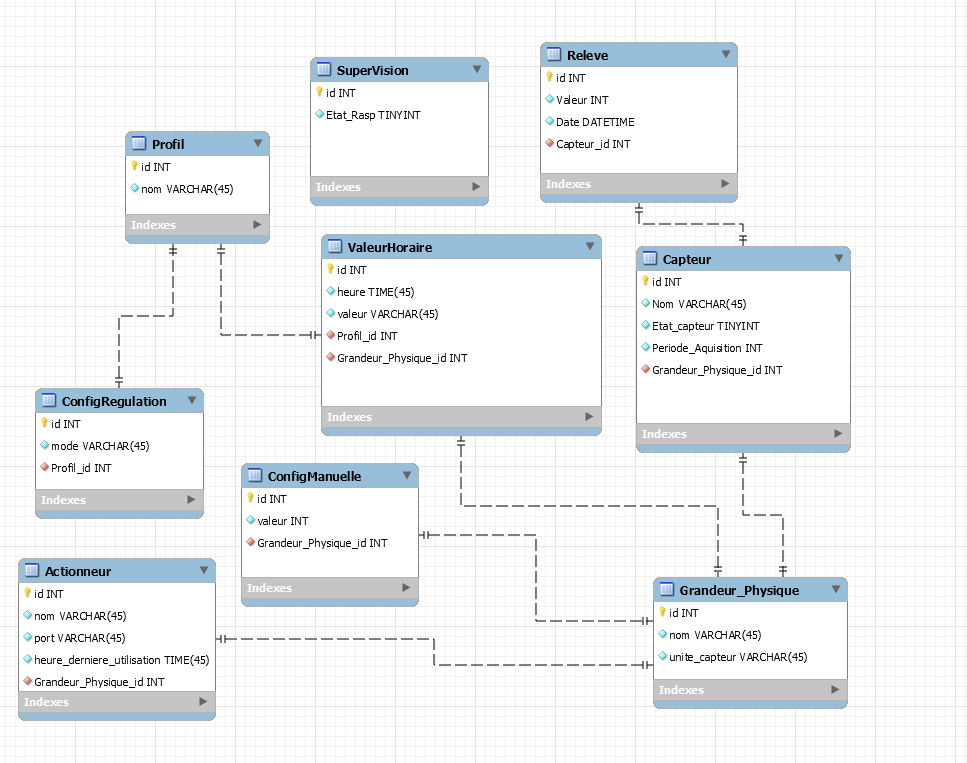 SuperVision
id INT
Etat_Rasp TINYINT
Indexes
Releve
id INT
Valeur INT
Date DATETIME
Capteur_id INT
Indexes
Profil
id INT
nom VARCHAR(45)
Indexes
ValeurHoraire
id INT
heure TIME(45)
valeur VARCHAR(45)
Profil_id INT
Grandeur_Physique_id INT
Indexes
Capteur
id INT
Nom VARCHAR(45)
Etat_capteur TINYINT
Periode_Aquisition INT
Grandeur_Physique_id INT
Indexes
ConfigRegulation
id INT
mode VARCHAR(45)
Profil_id INT
Indexes
ConfigManuelle
id INT
valeur INT
Grandeur_Physique_id INT
Indexes
Actionneur
id INT
nom VARCHAR(45)
port VARCHAR(45)
heure_derniere_utilisation TIME(45)
Grandeur_Physique_id INT
Indexes
Grandeur_Physique
id INT
nom VARCHAR(45)
unite_capteur VARCHAR(45)
Indexes